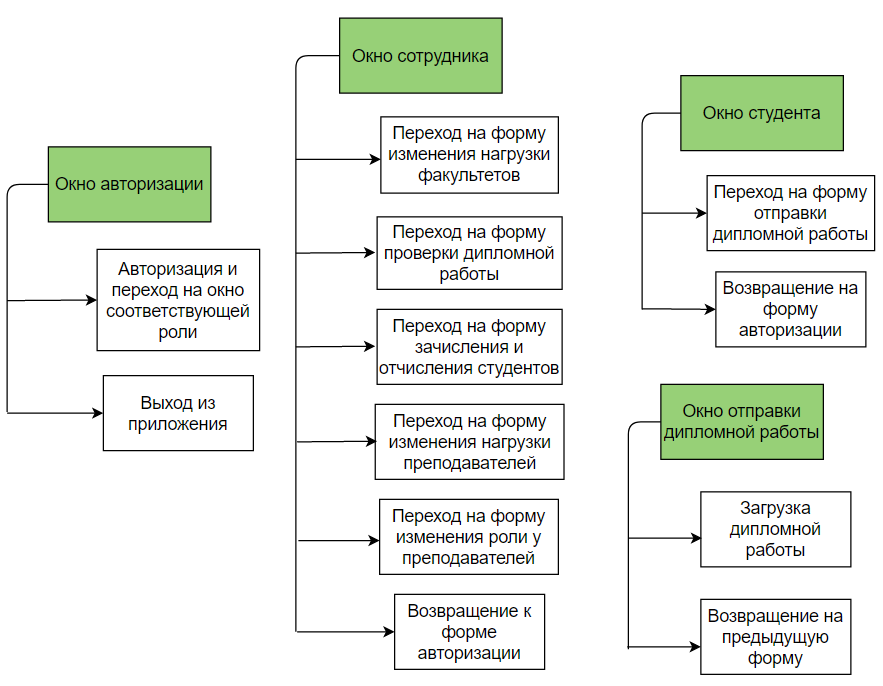 Окно авторизации
Авторизация и
переход на окно
соответствующей
роли
Выход из
приложения
Окно сотрудника
Переход на форму
изменения нагрузки
факультетов
Переход на форму
проверки дипломной
работы
Переход на форму
зачисления и
отчисления студентов
Переход на форму
изменения нагрузки
преподавателей
Переход на форму
изменения роли у
преподавателей
Возвращение к
форме
авторизации
Окно студента
Переход на форму
отправки
дипломной работы
Возвращение на
форму
авторизации
Окно отправки
дипломной работы
Загрузка
дипломной
работы
Возвращение на
предыдущую
форму